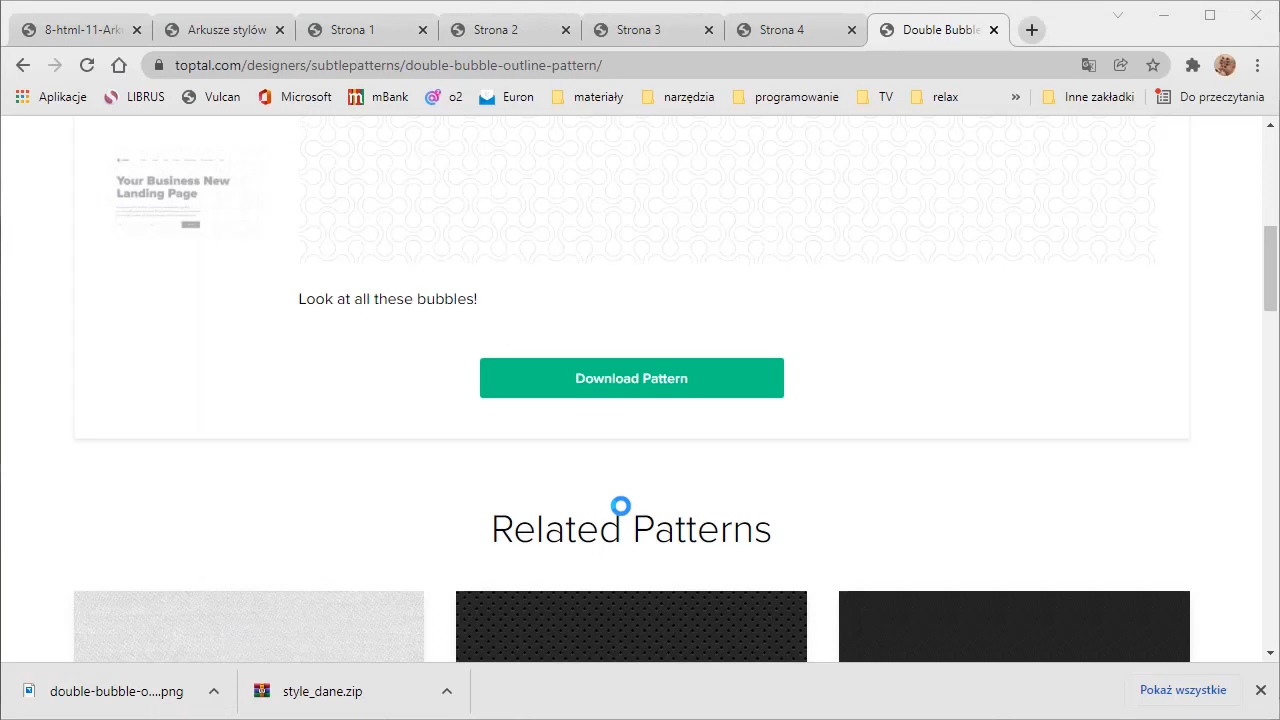 8-html-11-Ark
Arkusze stylów
Strona 1
Strona 2
Strona 3
Strona 4
Double Bubble
toptal.com/designers/subtlepatterns/double-bubble-outline-pattern/
Aplikacje
LIBRUS
Vulcan
Microsoft
mBank
o2
Euron
materiały
narzędzia
programowanie
TV
relax
»
Inne zakładki
Do przeczytania
Your Business New
Landing Page
Look at all these bubbles!
Download Pattern
Related Patterns
double-bubble-o....png
style_dane.zip
Pokaż wszystkie